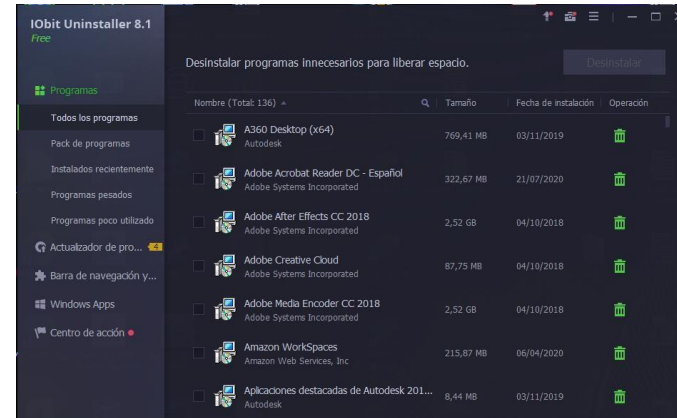 IObit Uninstaller 8.1
Free
Desinstalar programas innecesarios para liberar espacio.
Desinstalar
Programas
Todos los programas
Pack de programas
Instalados recientemente
Programas pesados
Programas poco utilizado
Actualizador de pro... 4
Barra de navegación y...
Windows Apps
Centro de acción
Nombre (Total: 136) Tamaño Fecha de instalación Operación
A360 Desktop (x64)
Autodesk
769,41 MB 03/11/2019
Adobe Acrobat Reader DC - Español
Adobe Systems Incorporated
322,67 MB 21/07/2020
Adobe After Effects CC 2018
Adobe Systems Incorporated
2,52 GB 04/10/2018
Adobe Creative Cloud
Adobe Systems Incorporated
87,75 MB 04/10/2018
Adobe Media Encoder CC 2018
Adobe Systems Incorporated
2,52 GB 04/10/2018
Amazon WorkSpaces
Amazon Web Services, Inc
215,87 MB 06/04/2020
Aplicaciones destacadas de Autodesk 201...
Autodesk
8,44 MB 03/11/2019